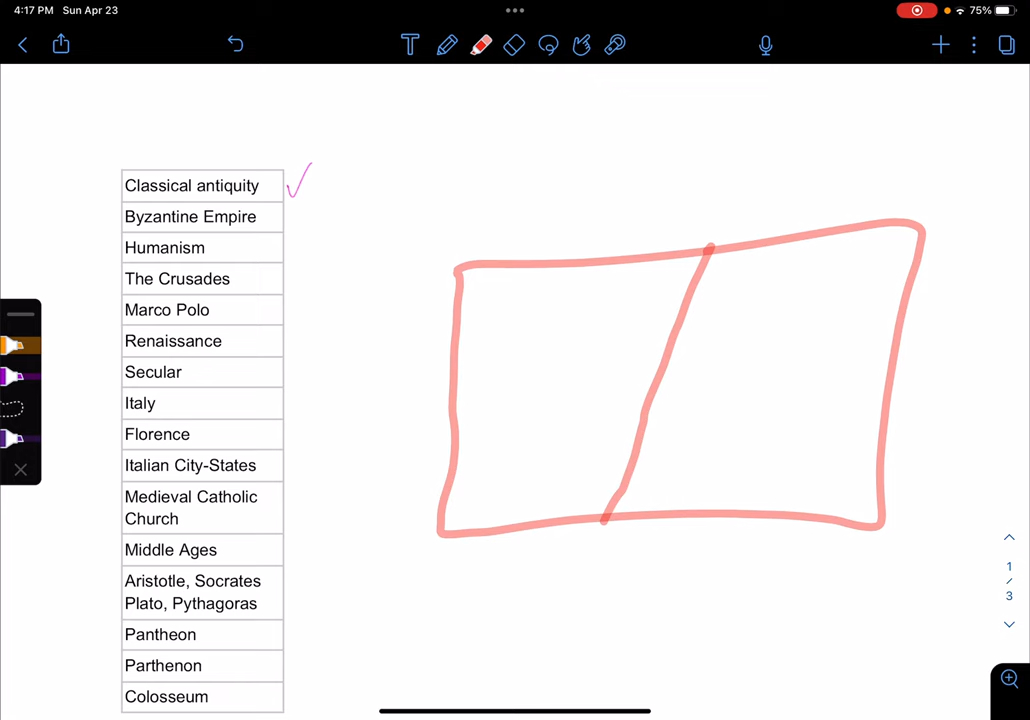 4:17 PM Sun Apr 23
75%
T
Classical antiquity
Byzantine Empire
Humanism
The Crusades
Marco Polo
Renaissance
Secular
Italy
Florence
Italian City-States
Medieval Catholic
Church
Middle Ages
Aristotle, Socrates
Plato, Pythagoras
Pantheon
Parthenon
Colosseum
1
/
3